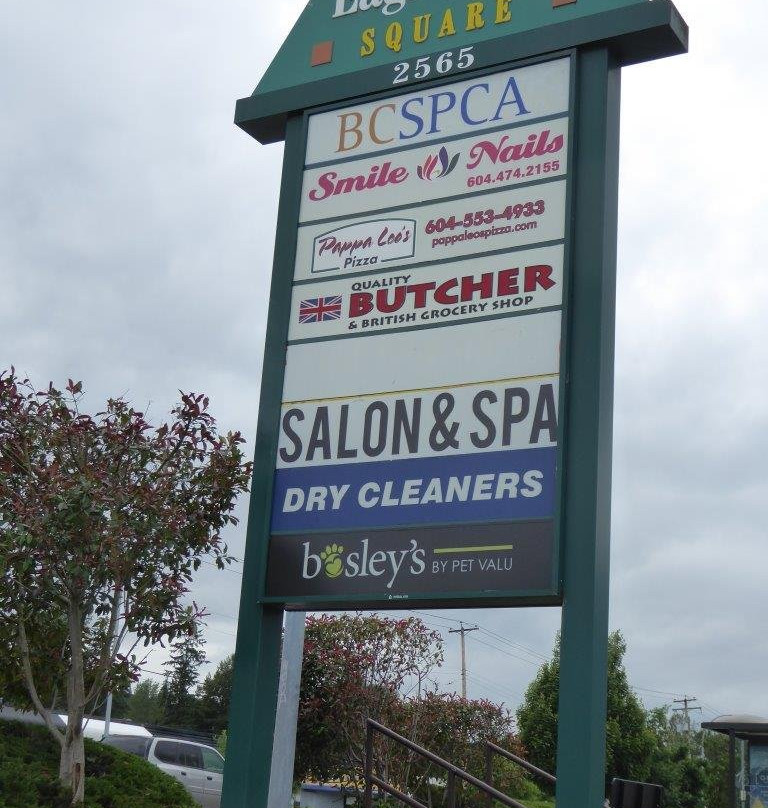 SQUARE
2565
BCSPCA
Smile Nails
604.474.2155
Pappa Leo's
Pizza
604-553-4933
pappaleospizza.com
QUALITY
BUTCHER
& BRITISH GROCERY SHOP
SALON & SPA
DRY CLEANERS
bosley's BY PET VALU